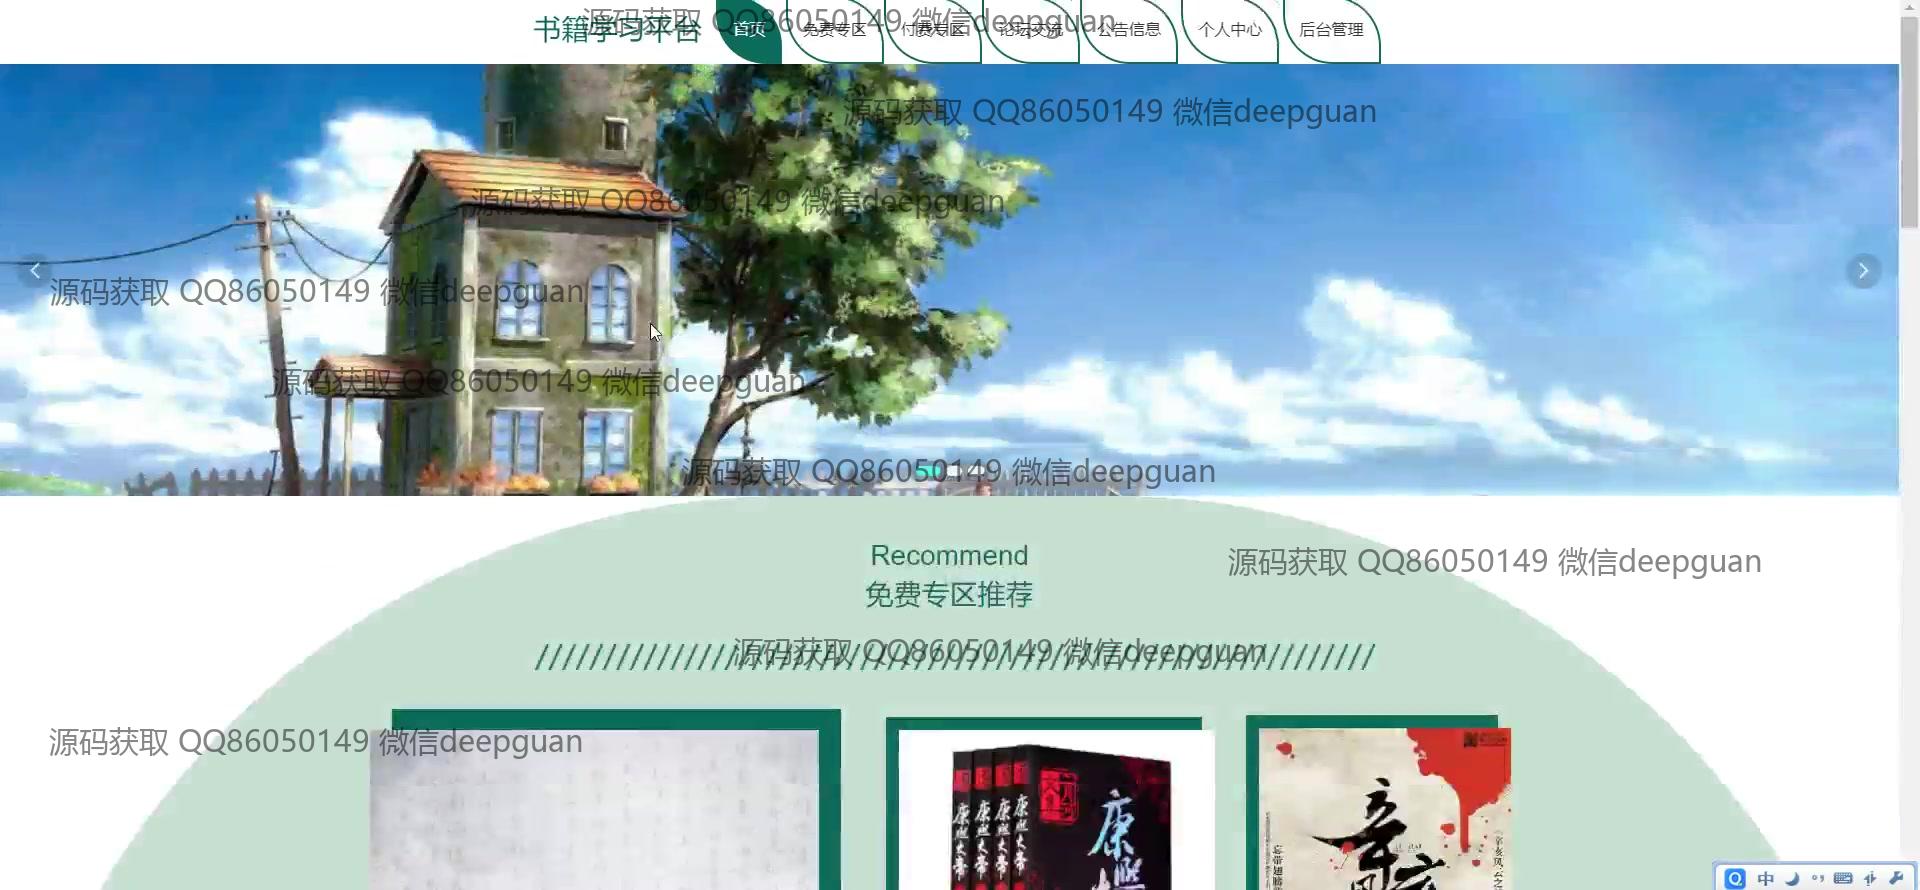 书籍学习平台
首页
免费专区
付费专区
论坛交流
公告信息
个人中心
后台管理
源码获取 QQ86050149 微信deepguan
源码获取 QQ86050149 微信deepguan
源码获取 QQ86050149 微信deepguan
源码获取 QQ86050149 微信deepguan
源码获取 QQ86050149 微信deepguan
源码获取 QQ86050149 微信deepguan
Recommend
源码获取 QQ86050149 微信deepguan
免费专区推荐
源码获取 QQ86050149 微信deepguan
源码获取 QQ86050149 微信deepguan
康熙大帝
康熙大帝
康熙大帝
康熙大帝
康熙
辛亥
中